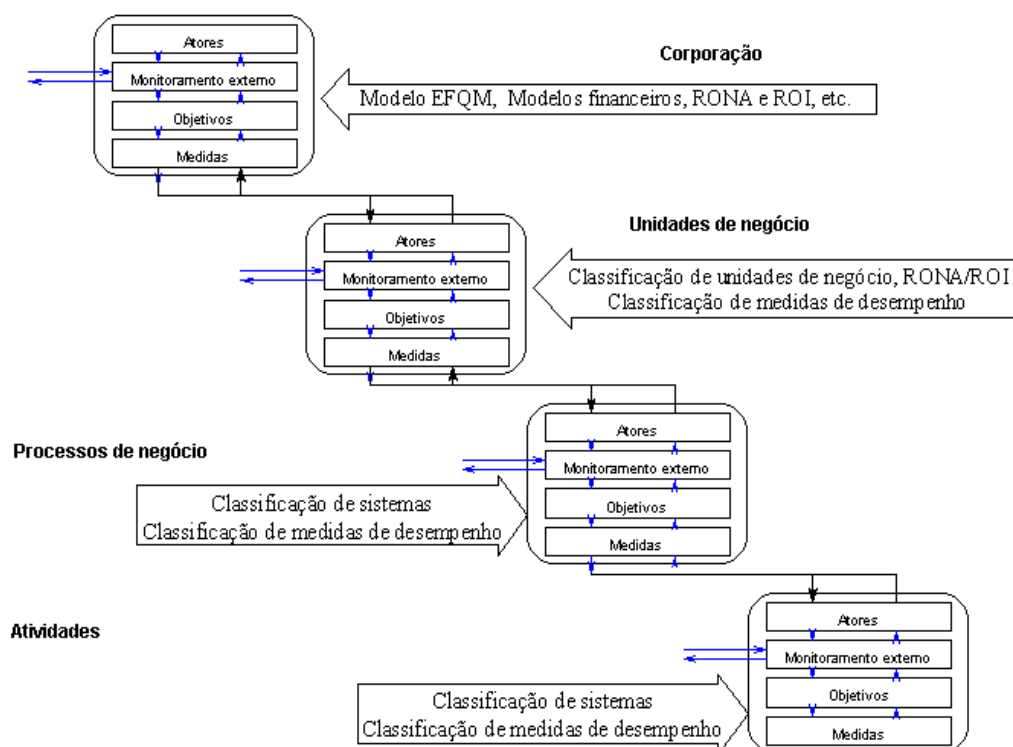 Atores
Corporação
Monitoramento externo
Modelo EFQM, Modelos financeiros, RONA e ROI, etc.
Objetivos
Medidas
Unidades de negócio
Atores
Monitoramento externo
Classificação de unidades de negócio, RONA/ROI
Classificação de medidas de desempenho
Objetivos
Medidas
Atores
Processos de negócio
Monitoramento externo
Classificação de sistemas
Classificação de medidas de desempenho
Objetivos
Medidas
Atores
Atividades
Monitoramento externo
Classificação de sistemas
Classificação de medidas de desempenho
Objetivos
Medidas